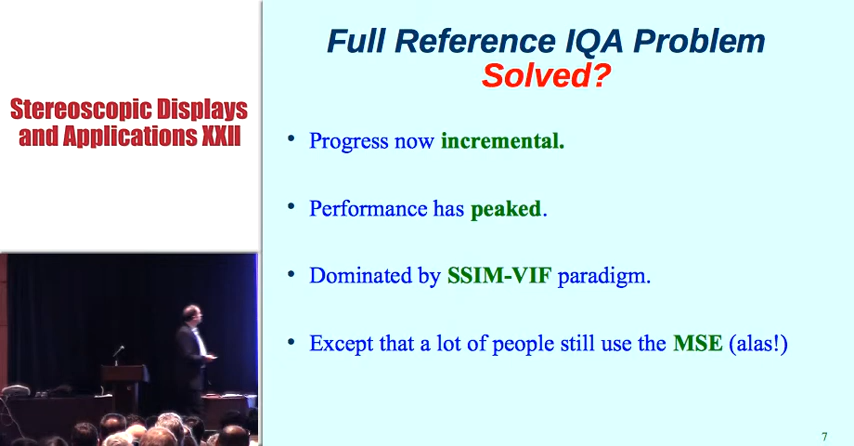 Stereoscopic Displays
and Applications XXII
Full Reference IQA Problem
Solved?
• Progress now incremental.
• Performance has peaked.
• Dominated by SSIM-VIF paradigm.
• Except that a lot of people still use the MSE (alas!)
7